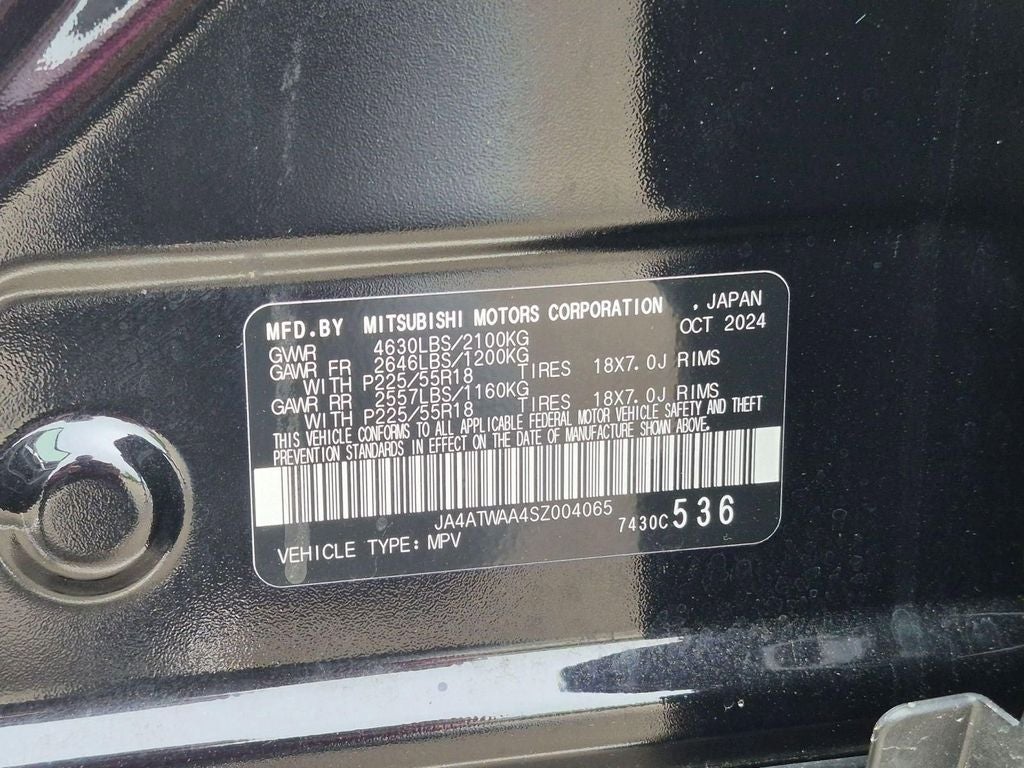 MFD.BY MITSUBISHI MOTORS CORPORATION , JAPAN
OCT 2024
GVWR 4630LBS/2100KG
GAWR FR 2646LBS/1200KG
WITH P225/55R18 TIRES 18X7.0J RIMS
GAWR RR 2557LBS/1160KG
WITH P225/55R18 TIRES 18X7.0J RIMS
THIS VEHICLE CONFORMS TO ALL APPLICABLE FEDERAL MOTOR VEHICLE SAFETY AND THEFT
PREVENTION STANDARDS IN EFFECT ON THE DATE OF MANUFACTURE SHOWN ABOVE.
JA4ATWAA4SZ004065
7430C 536
VEHICLE TYPE: MPV